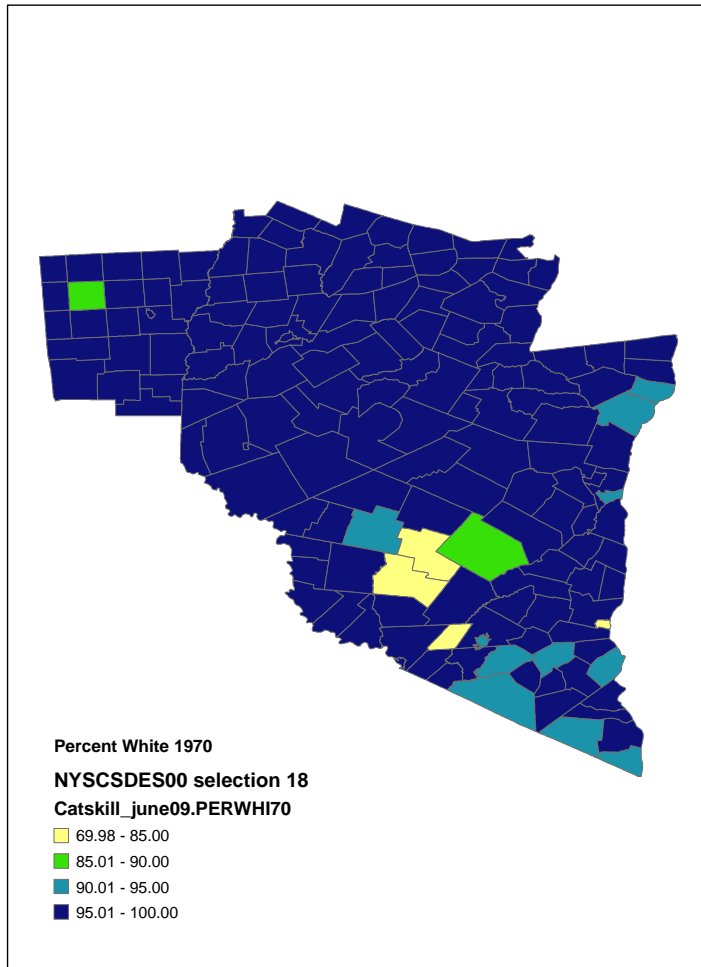 Percent White 1970
NYSCSDES00 selection 18
Catskill_june09.PERWHI70
69.98 - 85.00
85.01 - 90.00
90.01 - 95.00
95.01 - 100.00